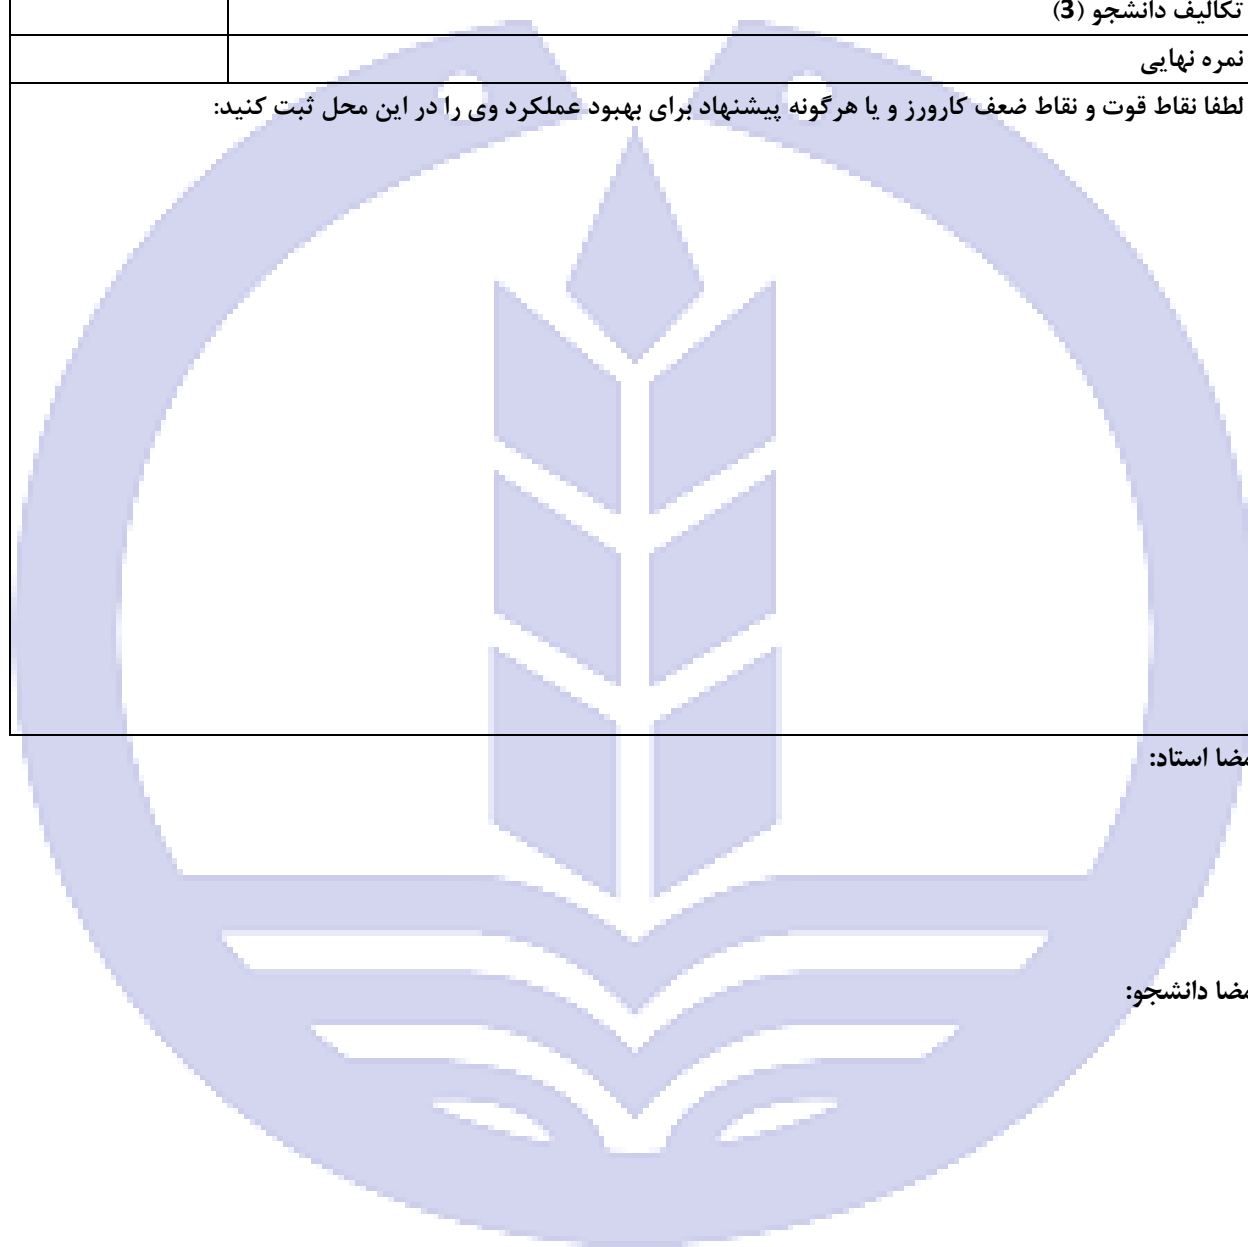 تکالیف دانشجو (3)
نمره نهایی
لطفا نقاط قوت و نقاط ضعف کارورز و یا هرگونه پیشنهاد برای بهبود عملکرد وی را در این محل ثبت کنید:
مضا استاد:
مضا دانشجو: